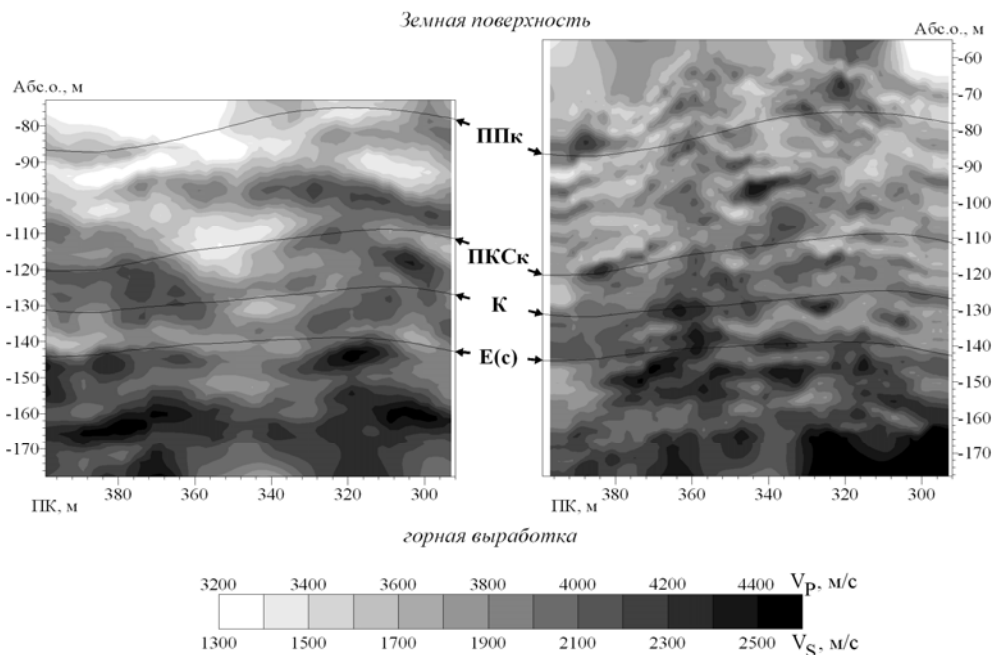 Земная поверхность
Абс.о., м
Абс.о., м
-80
-90
-100
-110
-120
-130
-140
-150
-160
-170
ППк
ПКСк
К
Е(с)
-60
-70
-80
-90
-100
-110
-120
-130
-140
-150
-160
-170
380 360 340 320 300
ПК, м
380 360 340 320 300
ПК, м
горная выработка
3200 3400 3600 3800 4000 4200 4400 VP, м/с
1300 1500 1700 1900 2100 2300 2500 VS, м/с